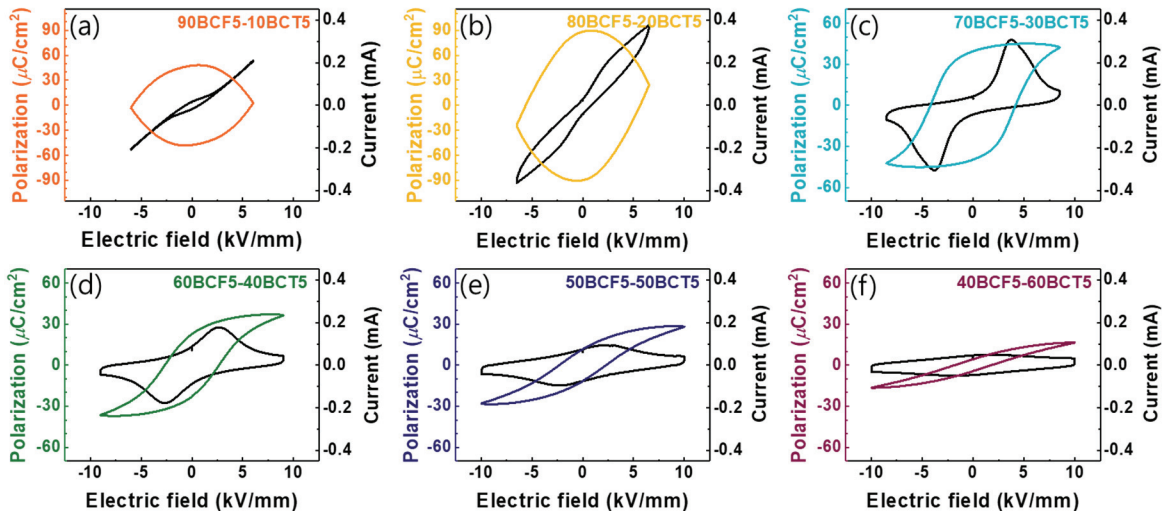 (a)
90BCF5-10BCT5
Polarization (μC/cm²)
90
60
30
0
-30
-60
-90
0.4
0.2
0.0
-0.2
-0.4
Current (mA)
-10 -5 0 5 10
Electric field (kV/mm)
(b)
80BCF5-20BCT5
Polarization (μC/cm²)
90
60
30
0
-30
-60
-90
0.4
0.2
0.0
-0.2
-0.4
Current (mA)
-10 -5 0 5 10
Electric field (kV/mm)
(c)
70BCF5-30BCT5
Polarization (μC/cm²)
60
30
0
-30
-60
0.4
0.2
0.0
-0.2
-0.4
Current (mA)
-10 -5 0 5 10
Electric field (kV/mm)
(d)
60BCF5-40BCT5
Polarization (μC/cm²)
60
30
0
-30
-60
0.4
0.2
0.0
-0.2
-0.4
Current (mA)
-10 -5 0 5 10
Electric field (kV/mm)
(e)
50BCF5-50BCT5
Polarization (μC/cm²)
60
30
0
-30
-60
0.4
0.2
0.0
-0.2
-0.4
Current (mA)
-10 -5 0 5 10
Electric field (kV/mm)
(f)
40BCF5-60BCT5
Polarization (μC/cm²)
60
30
0
-30
-60
0.4
0.2
0.0
-0.2
-0.4
Current (mA)
-10 -5 0 5 10
Electric field (kV/mm)